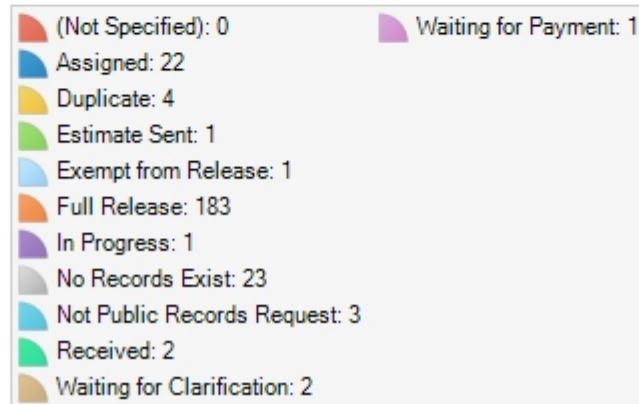 (Not Specified): 0
Assigned: 22
Duplicate: 4
Estimate Sent: 1
Exempt from Release: 1
Full Release: 183
In Progress: 1
No Records Exist: 23
Not Public Records Request: 3
Received: 2
Waiting for Clarification: 2
Waiting for Payment: 1